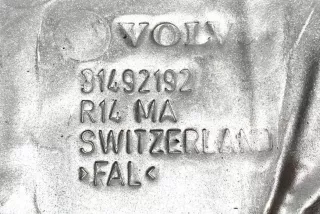 VOLV
31492192
R14 MA
SWITZERLAND
>FAL<